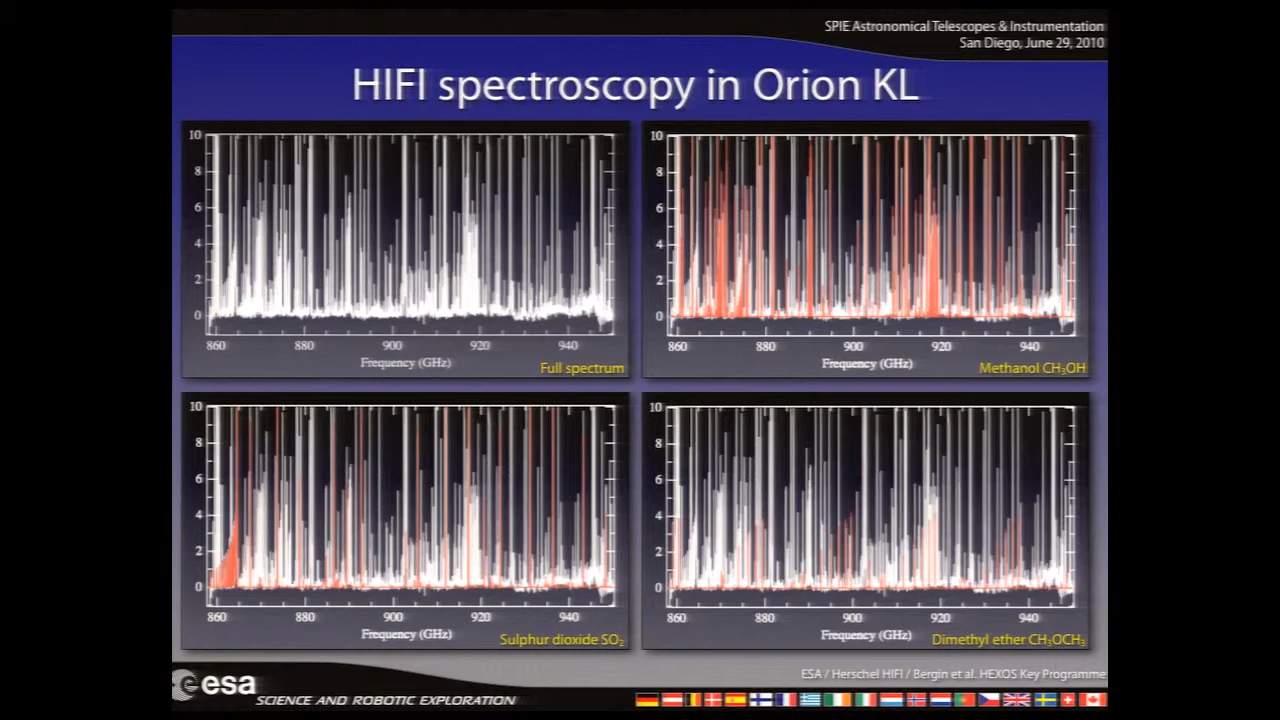 SPIE Astronomical Telescopes & Instrumentation
San Diego, June 29, 2010
HIFI spectroscopy in Orion KL
10
8
6
4
2
0
860 880 900 920 940
Frequency (GHz)
Full spectrum
10
8
6
4
2
0
860 880 900 920 940
Frequency (GHz)
Methanol CH₃OH
10
8
6
4
2
0
860 880 900 920 940
Frequency (GHz)
Sulphur dioxide SO₂
10
8
6
4
2
0
860 880 900 920 940
Frequency (GHz)
Dimethyl ether CH₃OCH₃
ESA / Herschel HIFI / Bergin et al. HEXOS Key Programme
esa
SCIENCE AND ROBOTIC EXPLORATION